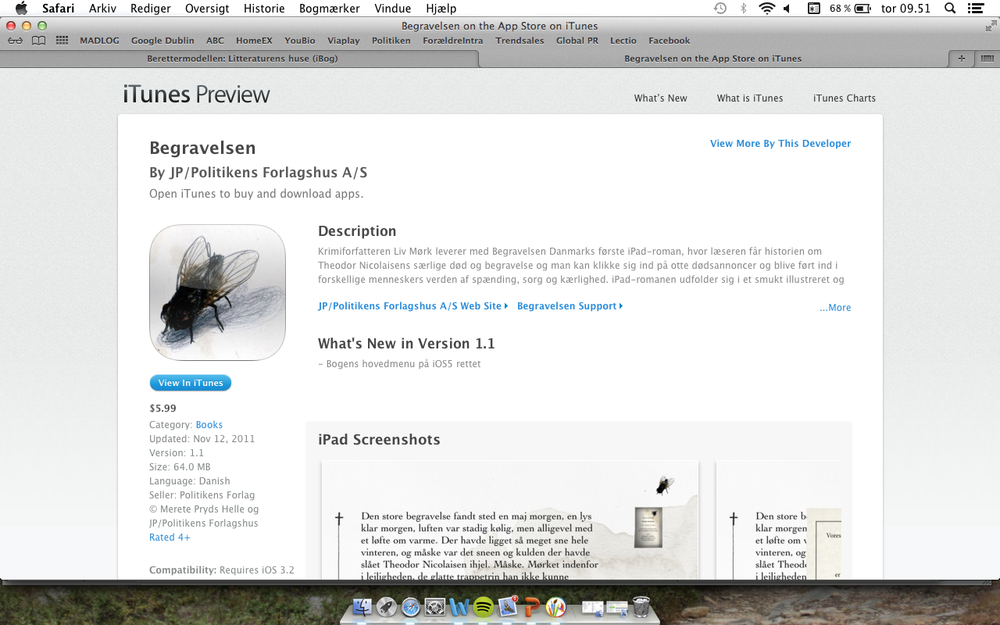 Safari Arkiv Rediger Oversigt Historie Bogmærker Vindue Hjælp 68 % tor 09.51
Begravelsen on the App Store on iTunes
MADLOG Google Dublin ABC HomeEX YouBio Viaplay Politiken ForældreIntra Trendsales Global PR Lectio Facebook
Berettermodellen: Litteraturens huse (iBog) Begravelsen on the App Store on iTunes
iTunes Preview
What's New What is iTunes iTunes Charts
Begravelsen
View More By This Developer
By JP/Politikens Forlagshus A/S
Open iTunes to buy and download apps.
Description
Krimiforfatteren Liv Mørk leverer med Begravelsen Danmarks første iPad-roman, hvor læseren får historien om
Theodor Nicolaisens særlige død og begravelse og man kan klikke sig ind på otte dødsannoncer og blive ført ind i
forskellige menneskers verden af spænding, sorg og kærlighed. iPad-romanen udfolder sig i et smukt illustreret og
JP/Politikens Forlagshus A/S Web Site Begravelsen Support ...More
What's New in Version 1.1
- Bogens hovedmenu på iOS5 rettet
View In iTunes
$5.99
Category: Books
Updated: Nov 12, 2011
Version: 1.1
Size: 64.0 MB
Language: Danish
Seller: Politikens Forlag
© Merete Pryds Helle og
JP/Politikens Forlagshus
Rated 4+
Compatibility: Requires iOS 3.2
iPad Screenshots
Den store begravelse fandt sted en maj morgen, en lys
klar morgen, luften var stadig kølig, men alligevel med
et løfte om varme. Der havde ligget så meget sne hele
vinteren, og måske var det sneen og kulden der havde
slået Theodor Nicolaisen ihjel. Måske. Mørket indenfor
i lejligheden, de glatte trappetrin han ikke kunne
Den store b
klar morgen
et løfte om v
vinteren, og
slået Theod
i lejligheden
Vores
er